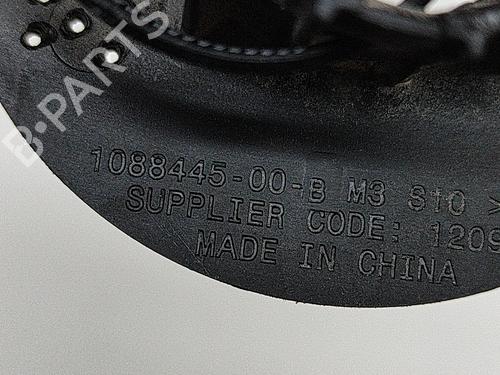 B-PARTS
1088445-00-B M3 S10 >
SUPPLIER CODE: 1209
MADE IN CHINA